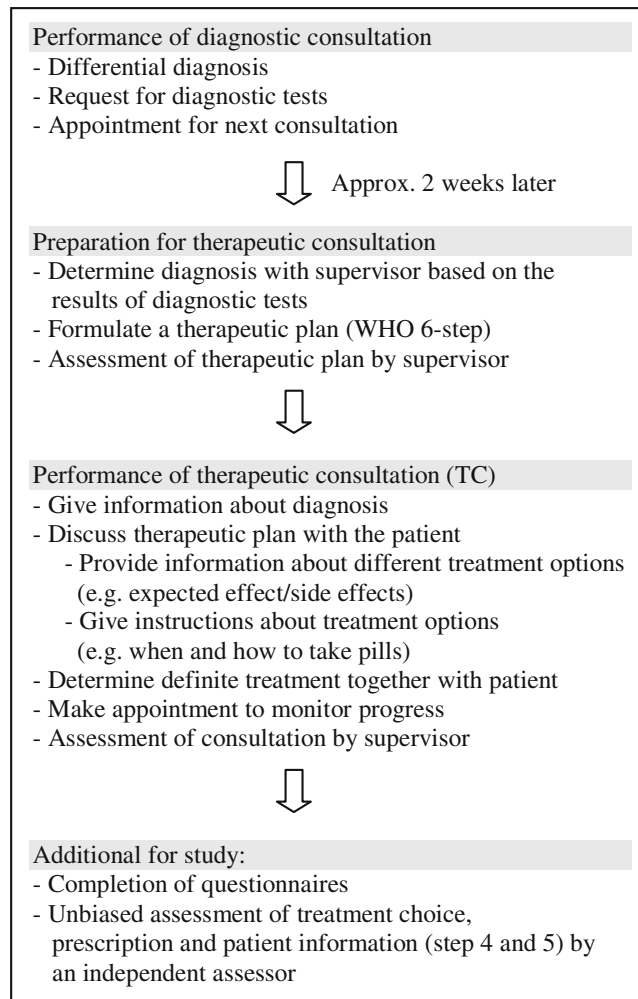 Performance of diagnostic consultation
- Differential diagnosis
- Request for diagnostic tests
- Appointment for next consultation
Approx. 2 weeks later
Preparation for therapeutic consultation
- Determine diagnosis with supervisor based on the
results of diagnostic tests
- Formulate a therapeutic plan (WHO 6-step)
- Assessment of therapeutic plan by supervisor
Performance of therapeutic consultation (TC)
- Give information about diagnosis
- Discuss therapeutic plan with the patient
- Provide information about different treatment options
(e.g. expected effect/side effects)
- Give instructions about treatment options
(e.g. when and how to take pills)
- Determine definite treatment together with patient
- Make appointment to monitor progress
- Assessment of consultation by supervisor
Additional for study:
- Completion of questionnaires
- Unbiased assessment of treatment choice,
prescription and patient information (step 4 and 5) by
an independent assessor